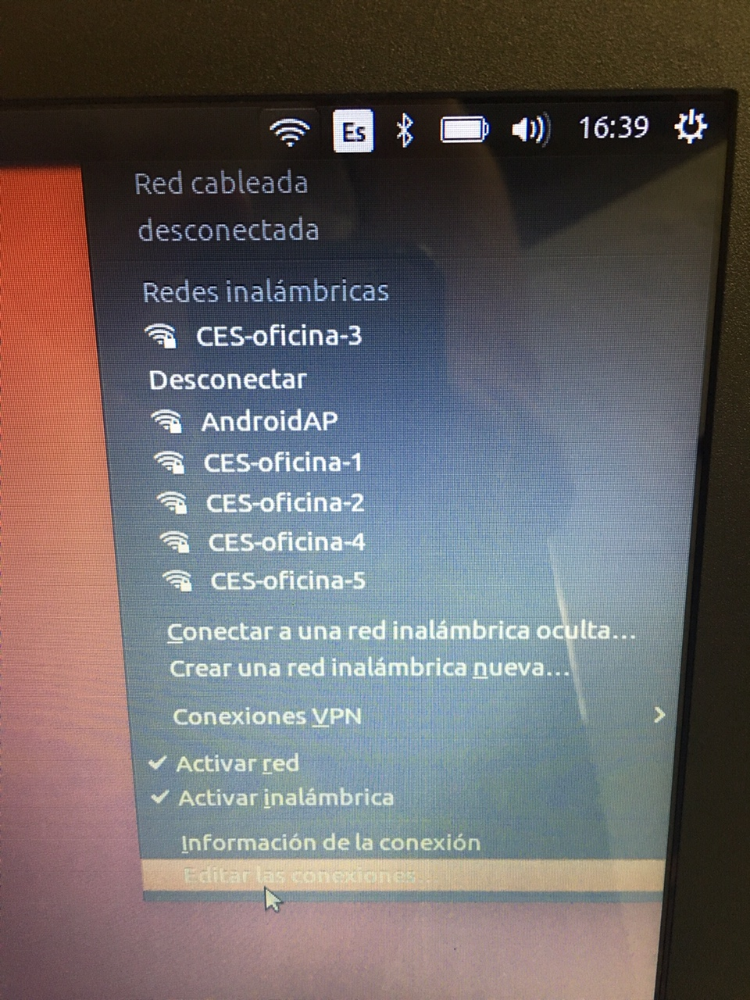 Es 16:39
Red cableada
desconectada
Redes inalámbricas
CES-oficina-3
Desconectar
AndroidAP
CES-oficina-1
CES-oficina-2
CES-oficina-4
CES-oficina-5
Conectar a una red inalámbrica oculta...
Crear una red inalámbrica nueva...
Conexiones VPN
Activar red
Activar inalámbrica
Información de la conexión
Editar las conexiones...